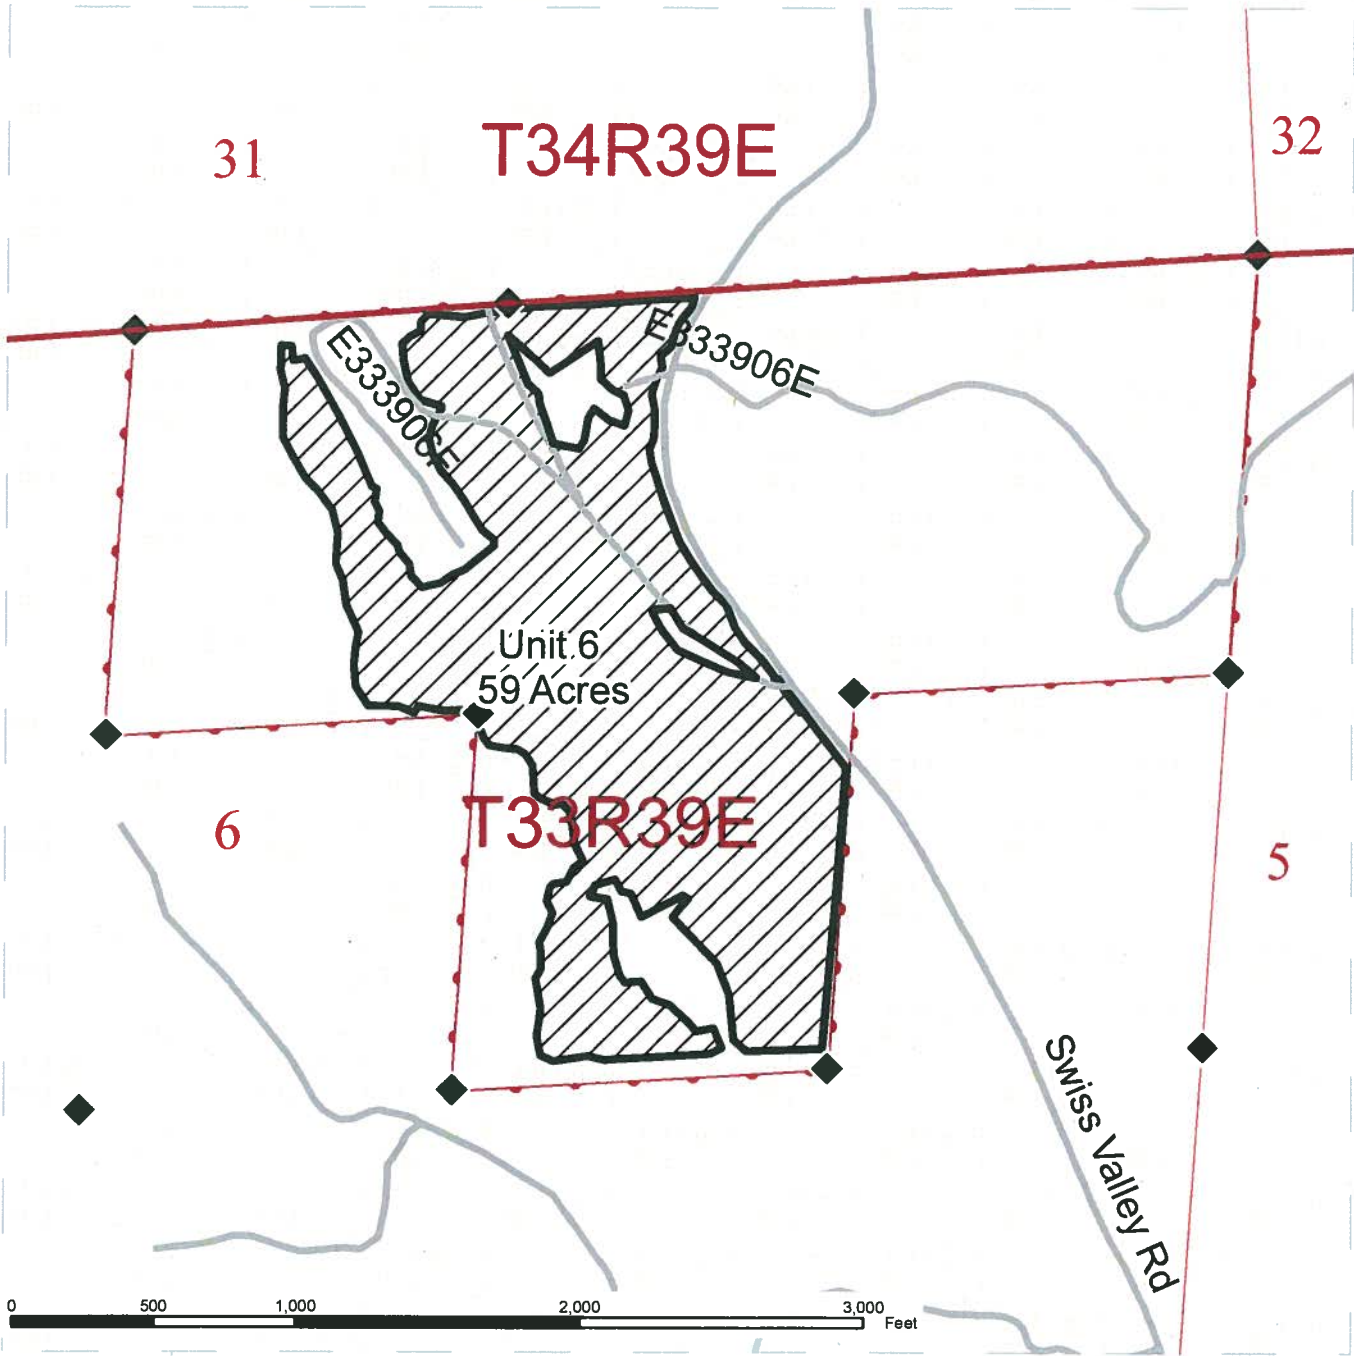 31
T34R39E
32
E333906E
E333906E
Unit 6
59 Acres
T33R39E
6
5
Swiss Valley Rd
0 500 1,000 2,000 3,000
Feet